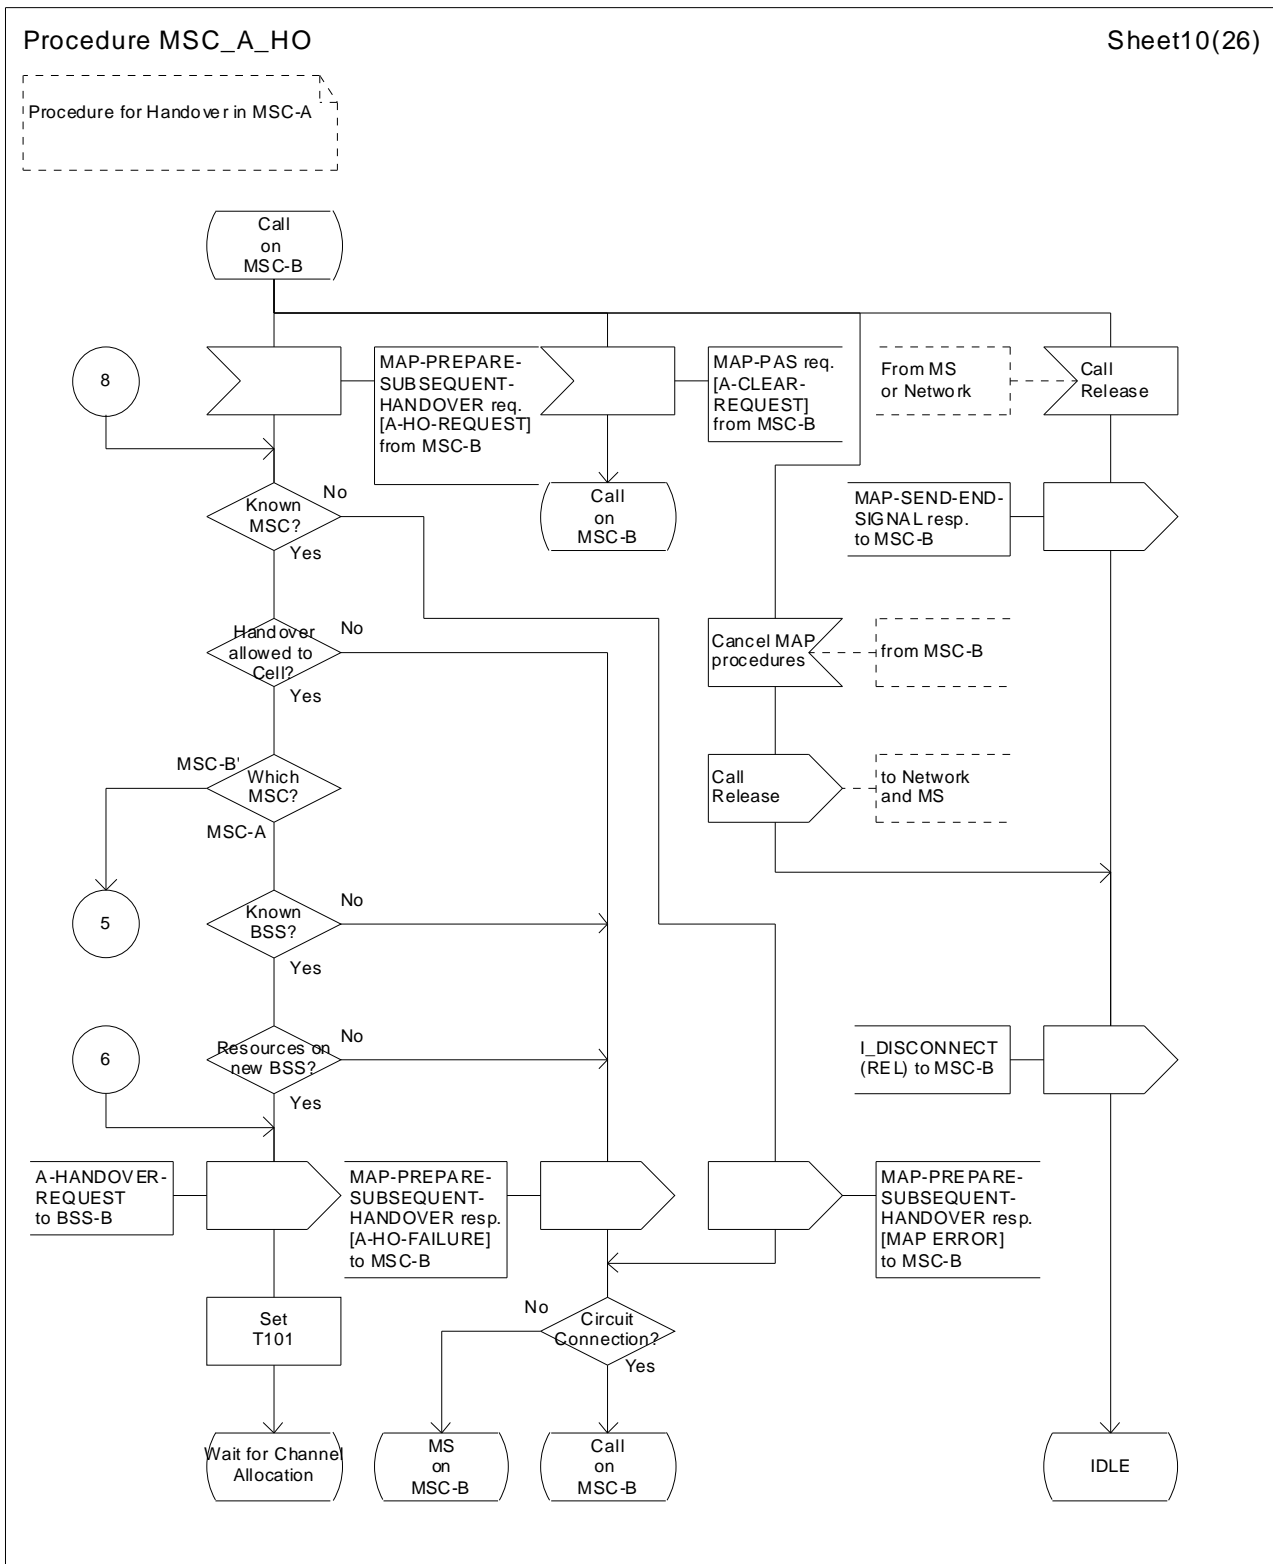 Procedure MSC_A_HO
Sheet10(26)
Procedure for Handover in MSC-A
Call
on
MSC-B
8
MAP-PREPARE-
SUBSEQUENT-
HANDOVER req.
[A-HO-REQUEST]
from MSC-B
MAP-PAS req.
[A-CLEAR-
REQUEST]
from MSC-B
From MS
or Network
Call
Release
Known
MSC?
No
Yes
Call
on
MSC-B
MAP-SEND-END-
SIGNAL resp.
to MSC-B
Handover
allowed to
Cell?
No
Yes
Cancel MAP
procedures
from MSC-B
MSC-B'
Which
MSC?
MSC-A
Call
Release
to Network
and MS
5
Known
BSS?
No
Yes
6
Resources on
new BSS?
No
Yes
I_DISCONNECT
(REL) to MSC-B
A-HANDOVER-
REQUEST
to BSS-B
MAP-PREPARE-
SUBSEQUENT-
HANDOVER resp.
[A-HO-FAILURE]
to MSC-B
MAP-PREPARE-
SUBSEQUENT-
HANDOVER resp.
[MAP ERROR]
to MSC-B
Set
T101
No
Circuit
Connection?
Yes
Wait for Channel
Allocation
MS
on
MSC-B
Call
on
MSC-B
IDLE